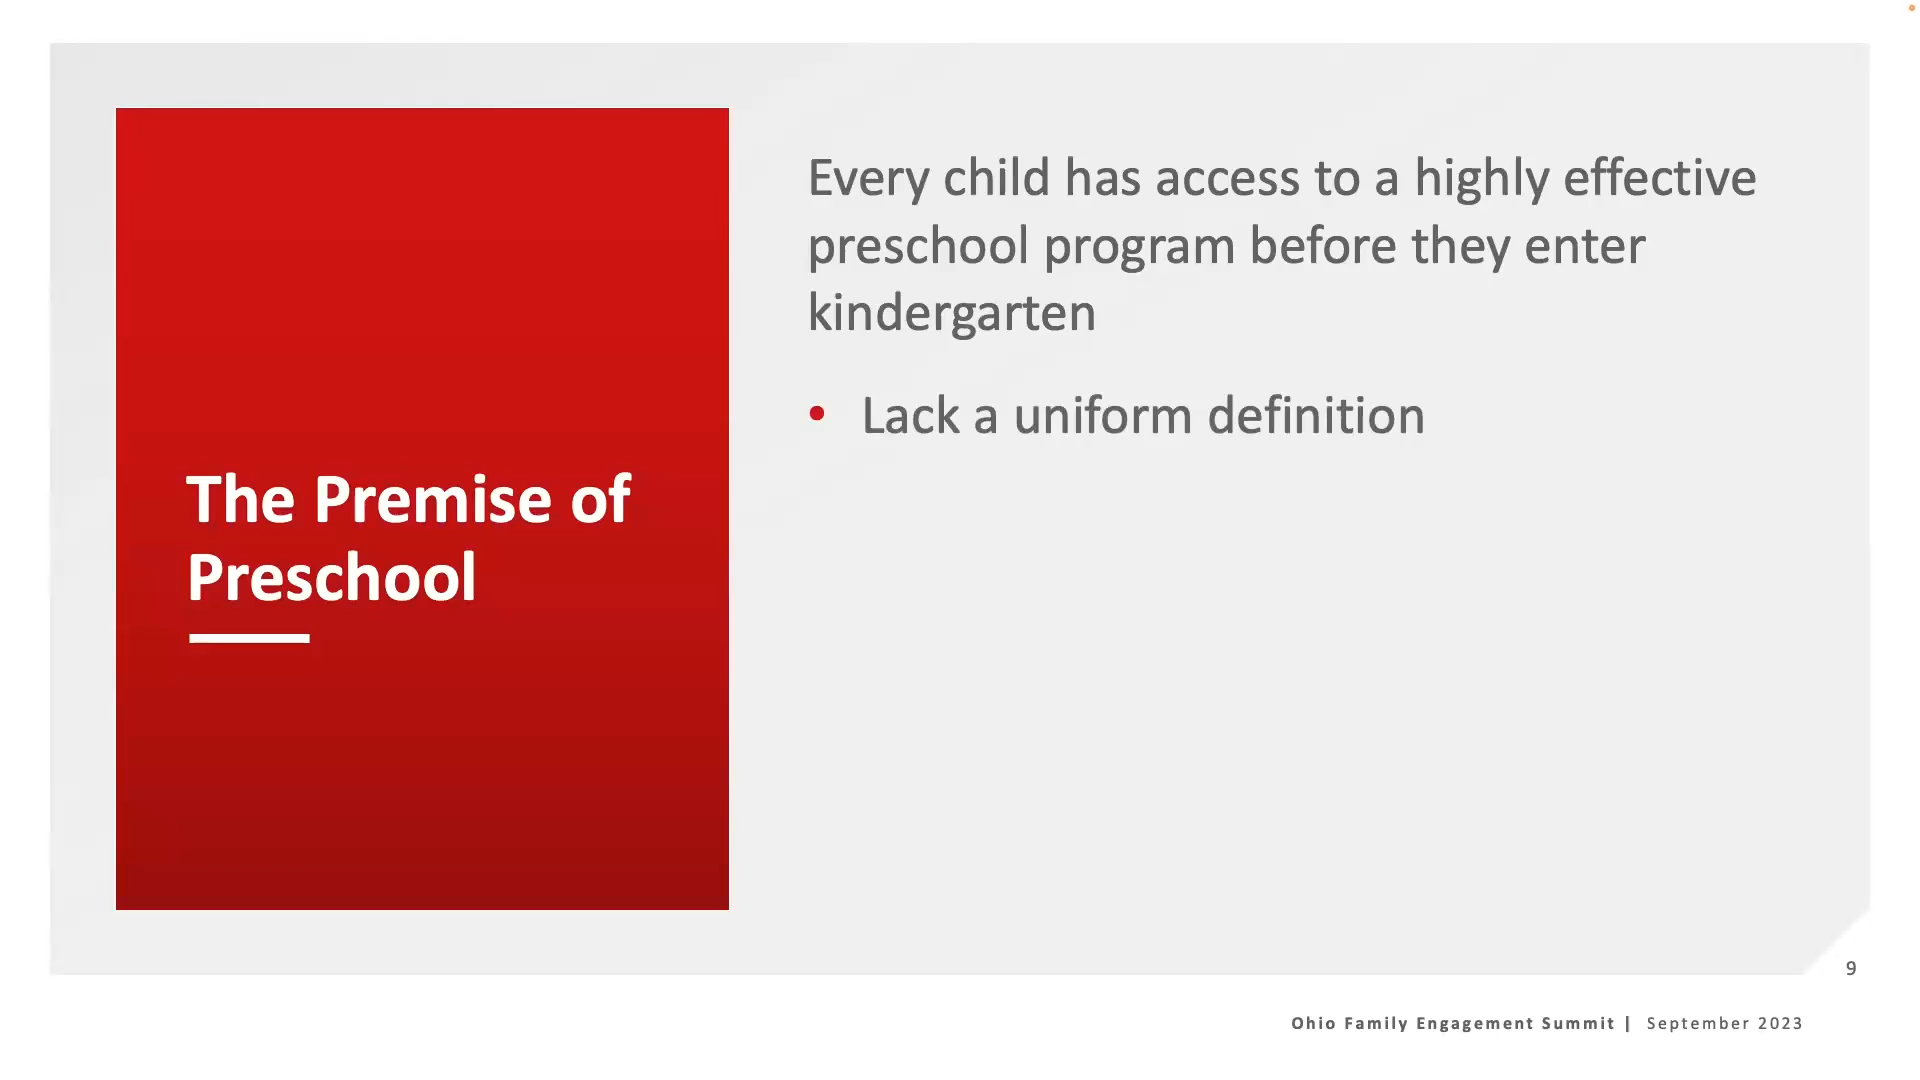 The Premise of
Preschool
Every child has access to a highly effective
preschool program before they enter
kindergarten
• Lack a uniform definition
9
Ohio Family Engagement Summit | September 2023